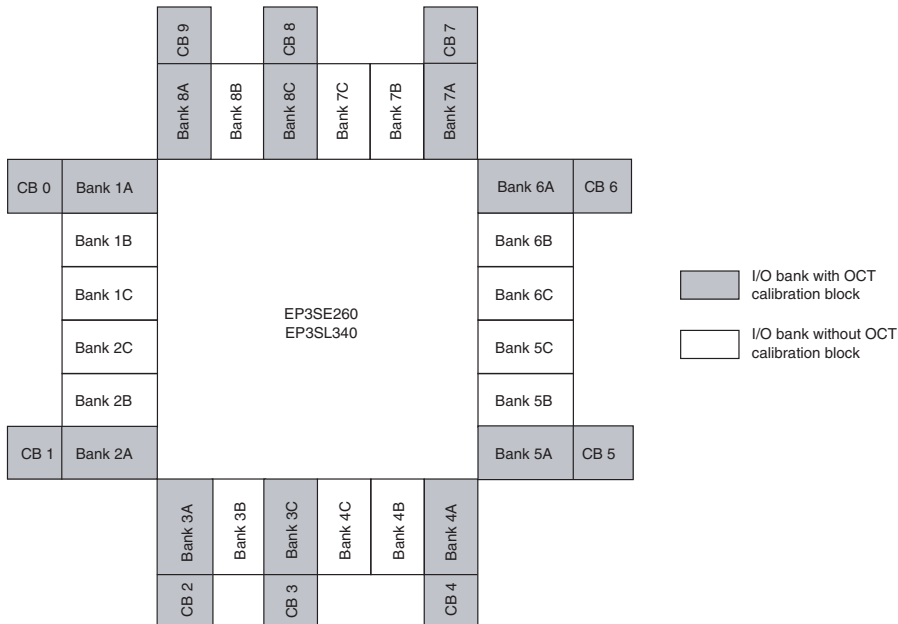 CB 9
CB 8
CB 7
Bank 8A
Bank 8B
Bank 8C
Bank 7C
Bank 7B
Bank 7A
CB 0
Bank 1A
Bank 6A
CB 6
Bank 1B
Bank 6B
Bank 1C
Bank 6C
EP3SE260
EP3SL340
Bank 2C
Bank 5C
Bank 2B
Bank 5B
CB 1
Bank 2A
Bank 5A
CB 5
Bank 3A
Bank 3B
Bank 3C
Bank 4C
Bank 4B
Bank 4A
CB 2
CB 3
CB 4
I/O bank with OCT
calibration block
I/O bank without OCT
calibration block